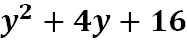 y² + 4y + 16